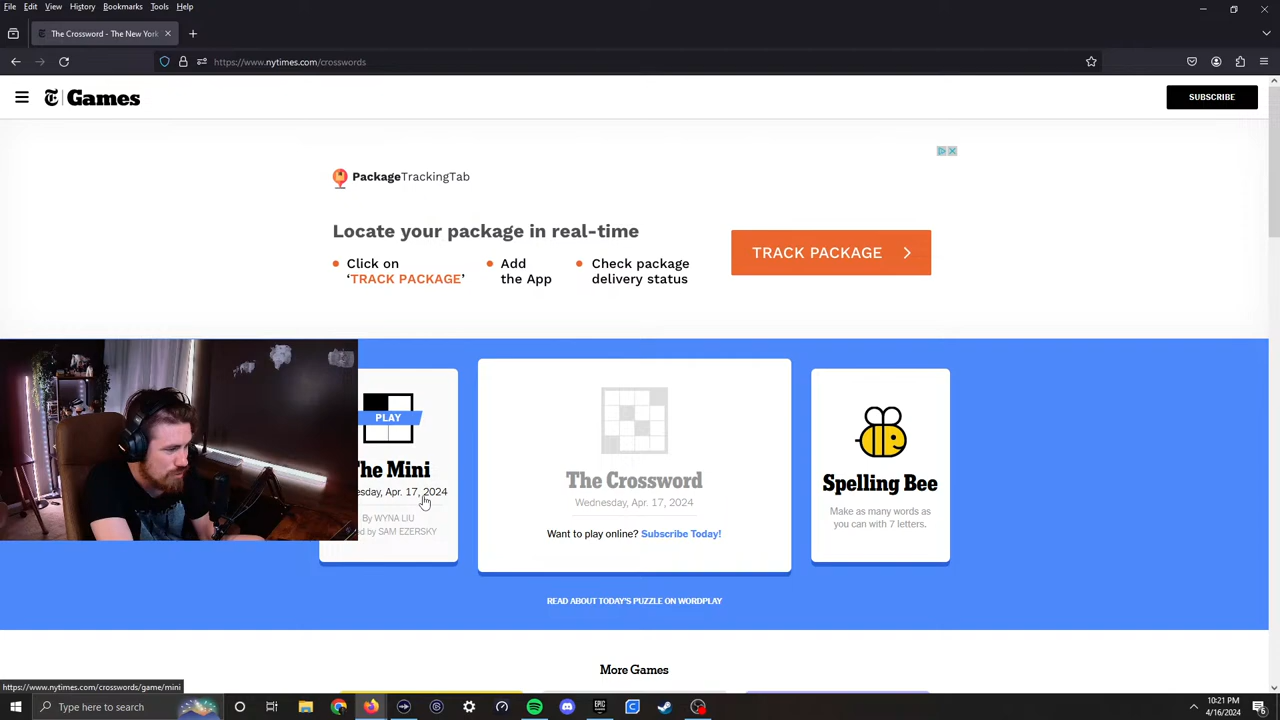 File Edit View History Bookmarks Tools Help
The Crossword - The New York
https://www.nytimes.com/crosswords
Games
SUBSCRIBE
PackageTrackingTab
Locate your package in real-time
Click on
‘TRACK PACKAGE’
Add
the App
Check package
delivery status
TRACK PACKAGE
PLAY
The Mini
esday, Apr. 17, 2024
By WYNA LIU
ed by SAM EZERSKY
The Crossword
Wednesday, Apr. 17, 2024
Want to play online? Subscribe Today!
Spelling Bee
Make as many words as
you can with 7 letters.
READ ABOUT TODAY'S PUZZLE ON WORDPLAY
More Games
https://www.nytimes.com/crosswords/game/mini
Type here to search
10:21 PM
4/16/2024